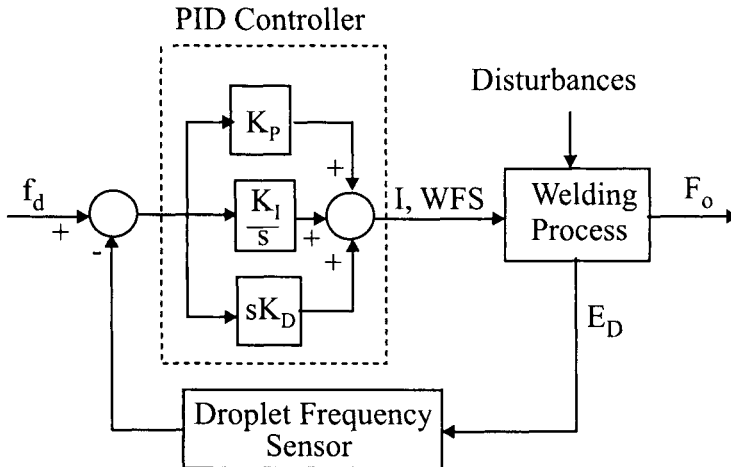 PID Controller
Disturbances
K_P
+
f_d
+
-
K_I
s
+
+
I, WFS
Welding
Process
F_o
sK_D
E_D
Droplet Frequency
Sensor